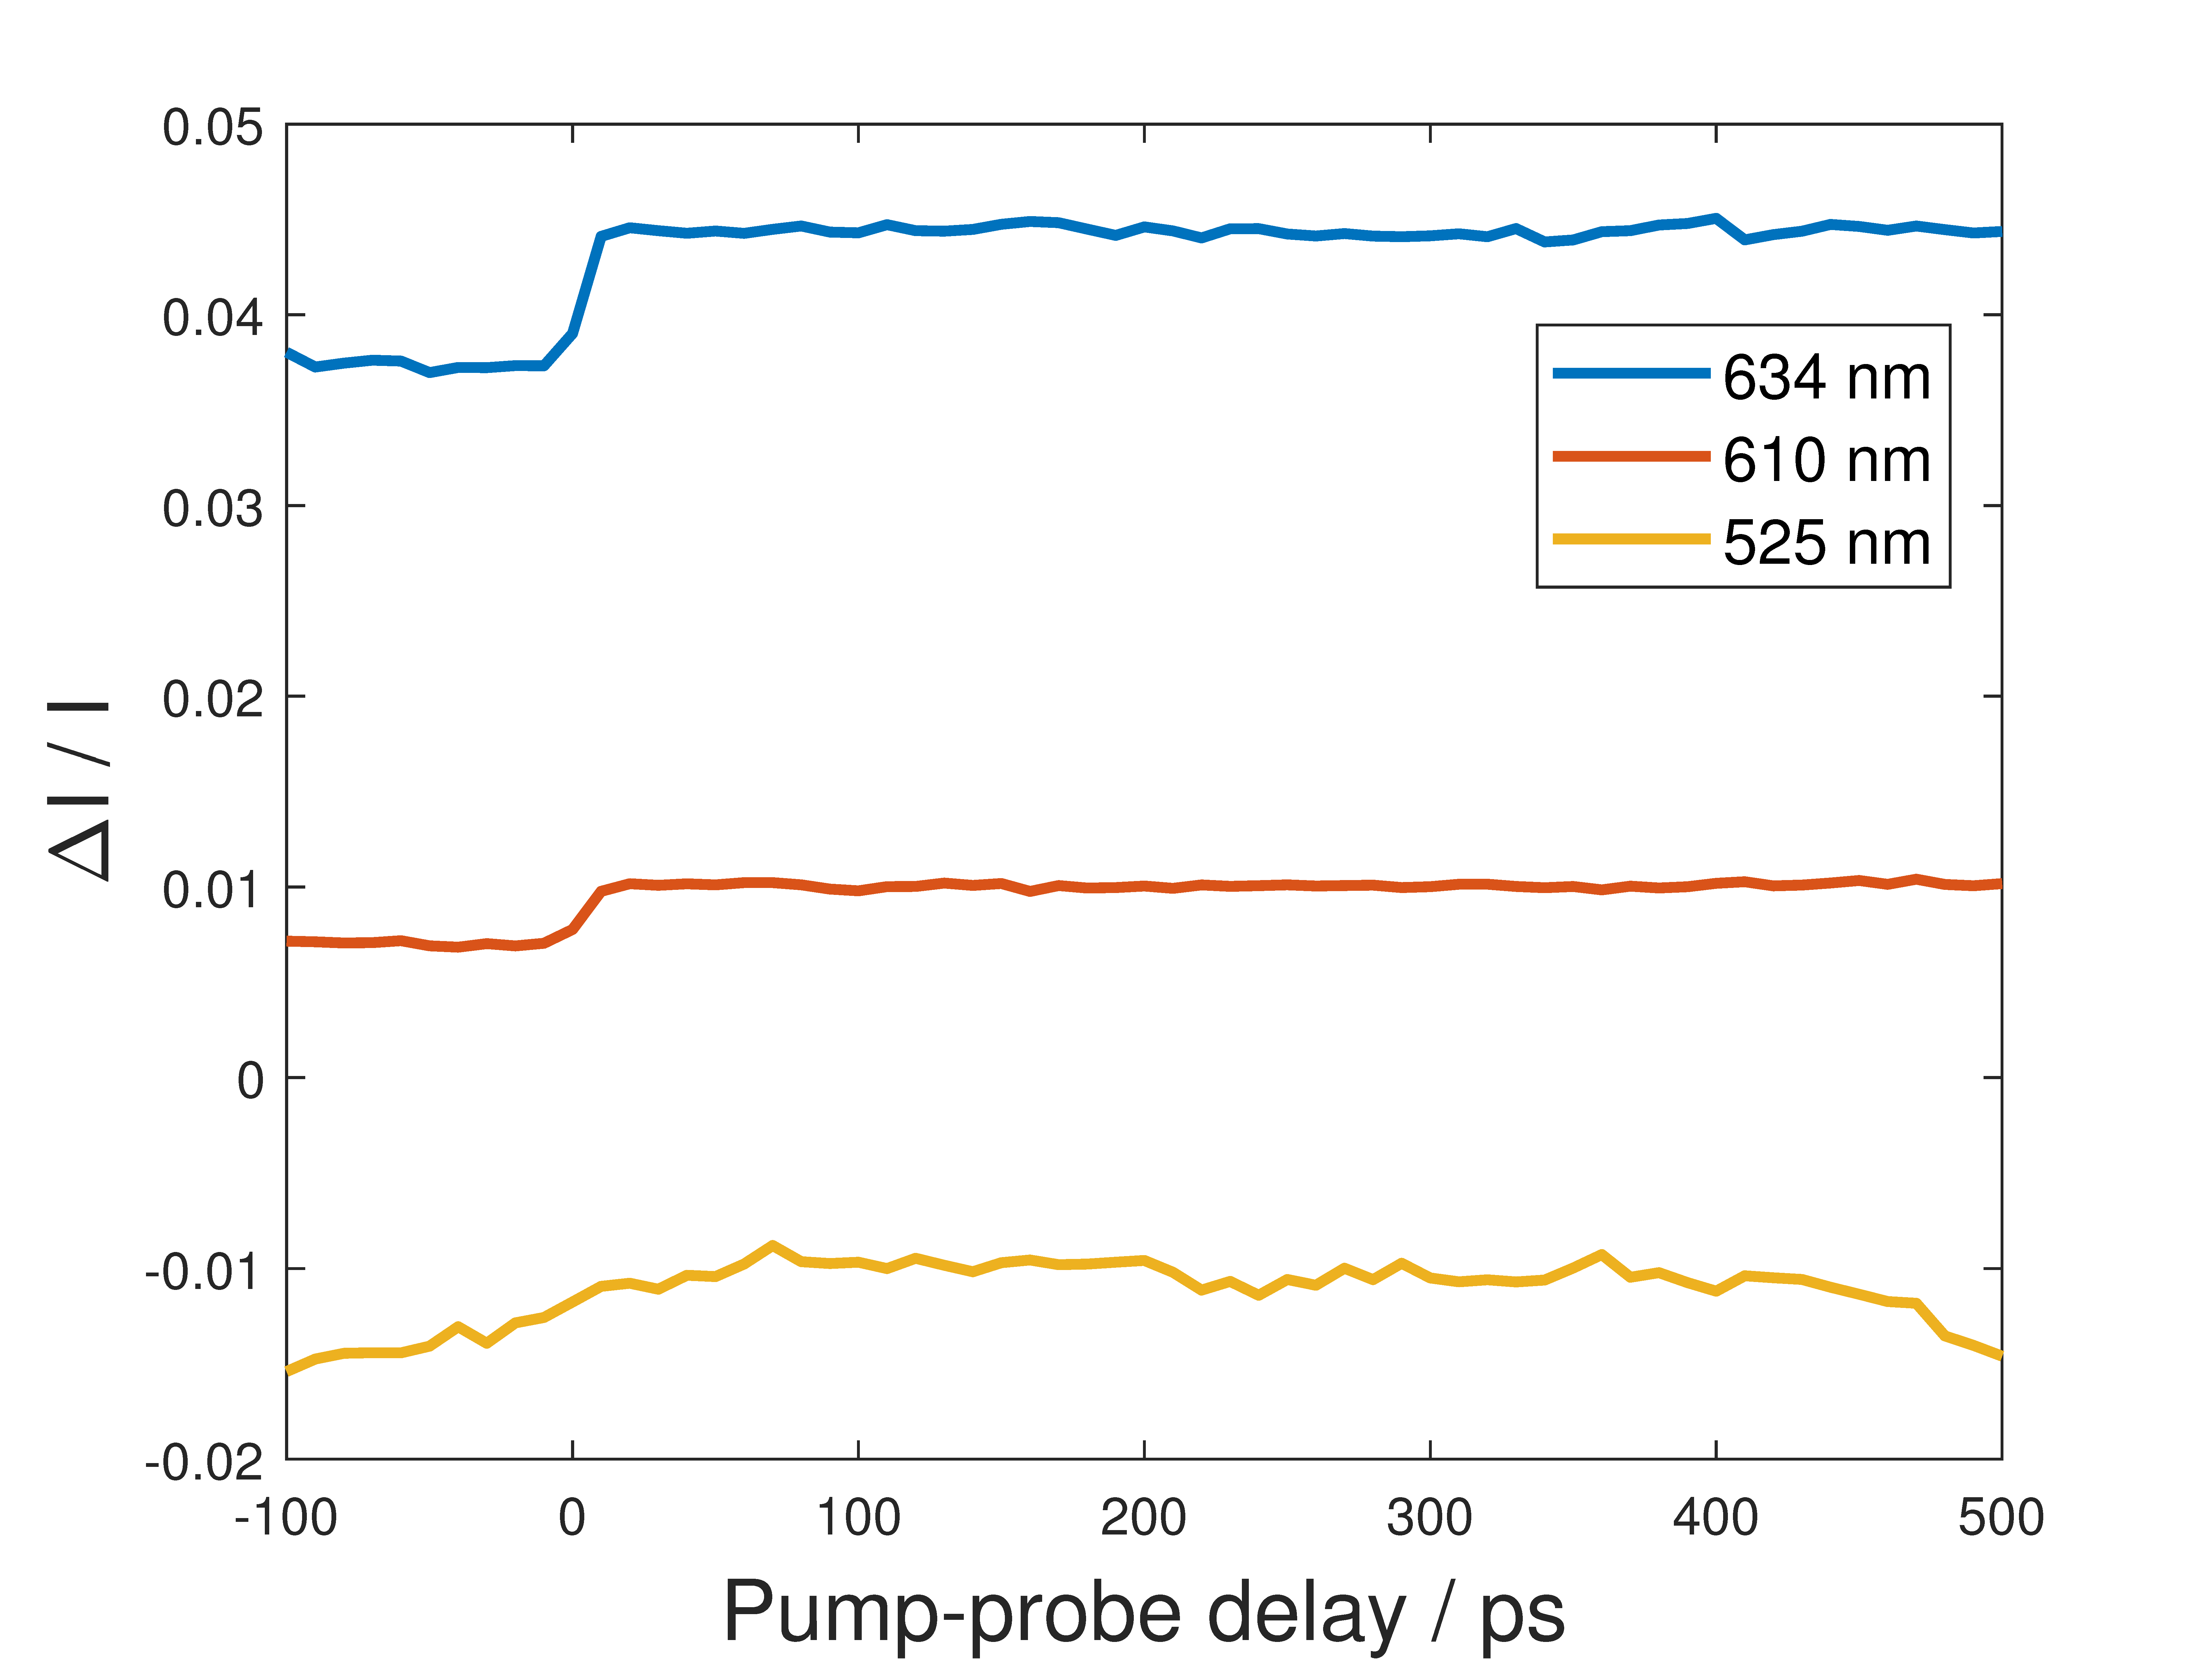 0.05
0.04
0.03
0.02
0.01
0
-0.01
-0.02
ΔI / I
634 nm
610 nm
525 nm
-100 0 100 200 300 400 500
Pump-probe delay / ps